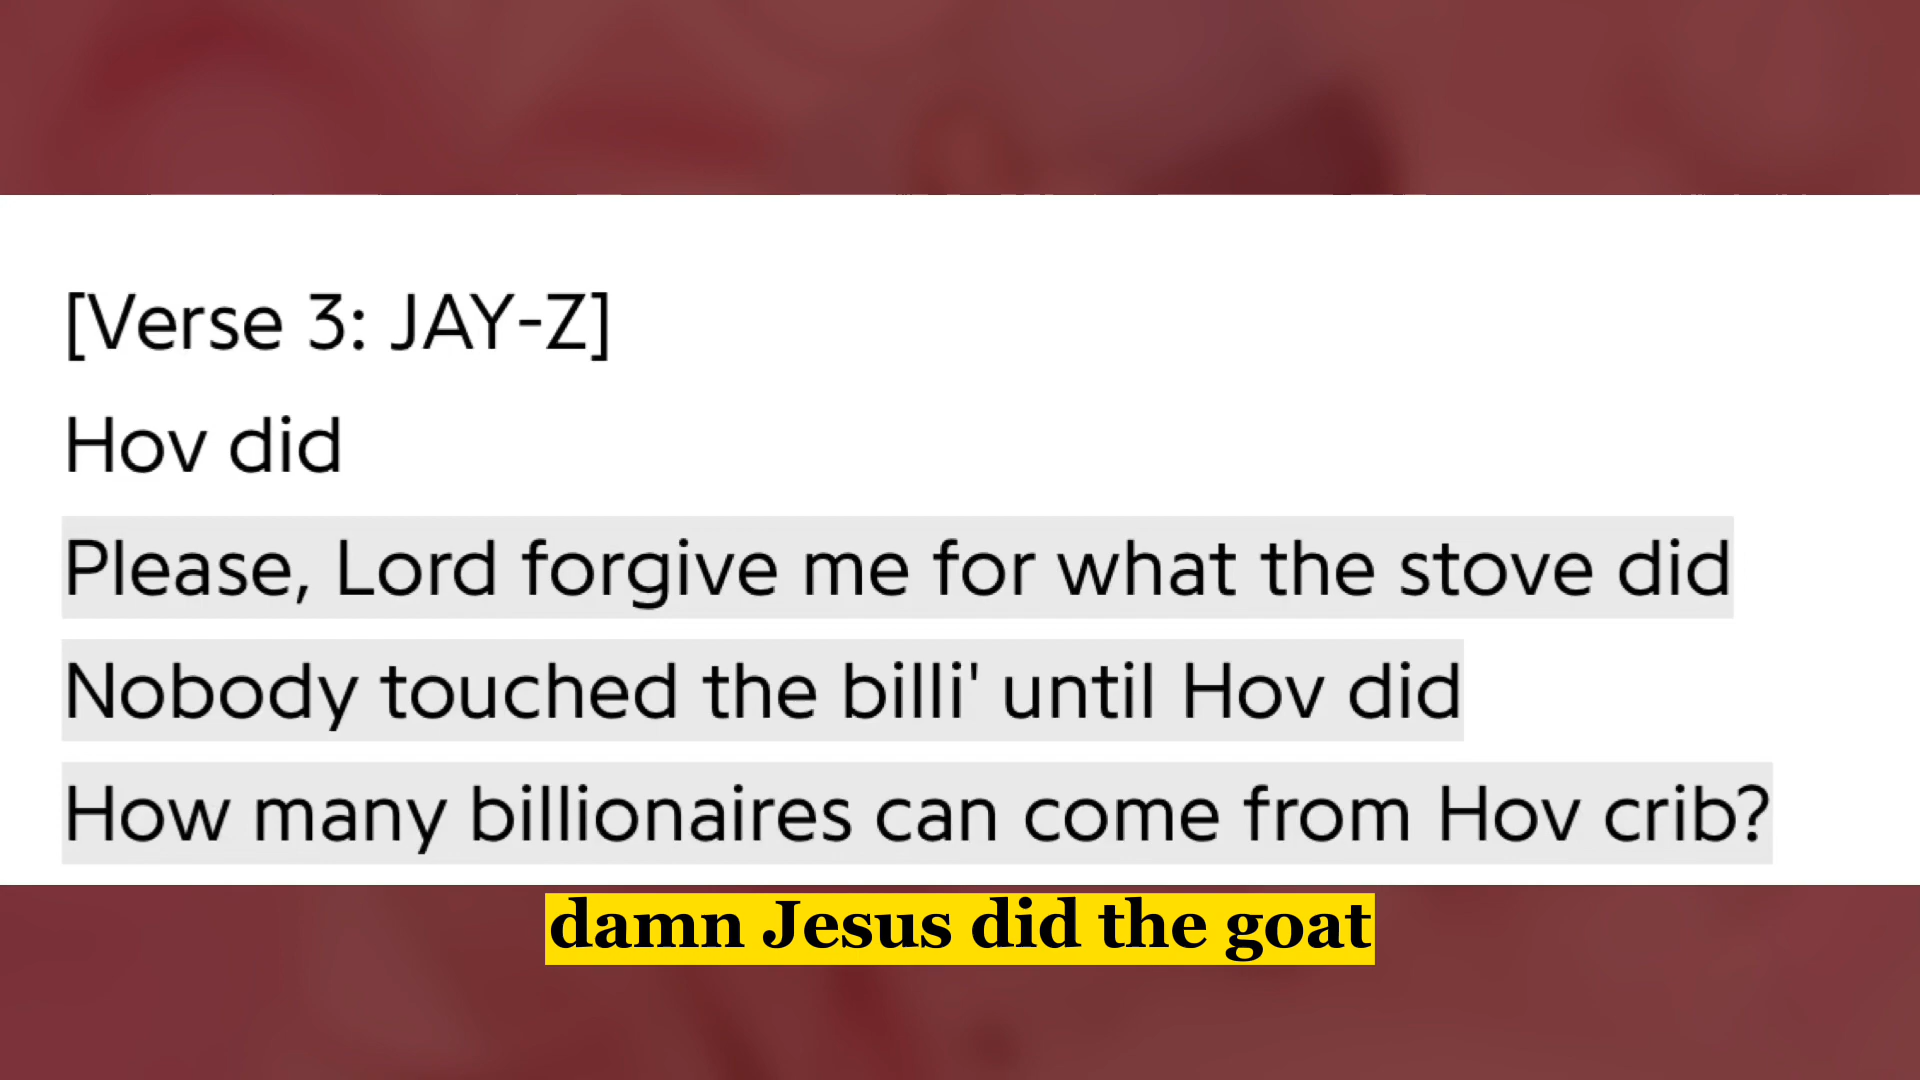 [Verse 3: JAY-Z]
Hov did
Please, Lord forgive me for what the stove did
Nobody touched the billi' until Hov did
How many billionaires can come from Hov crib?
damn Jesus did the goat